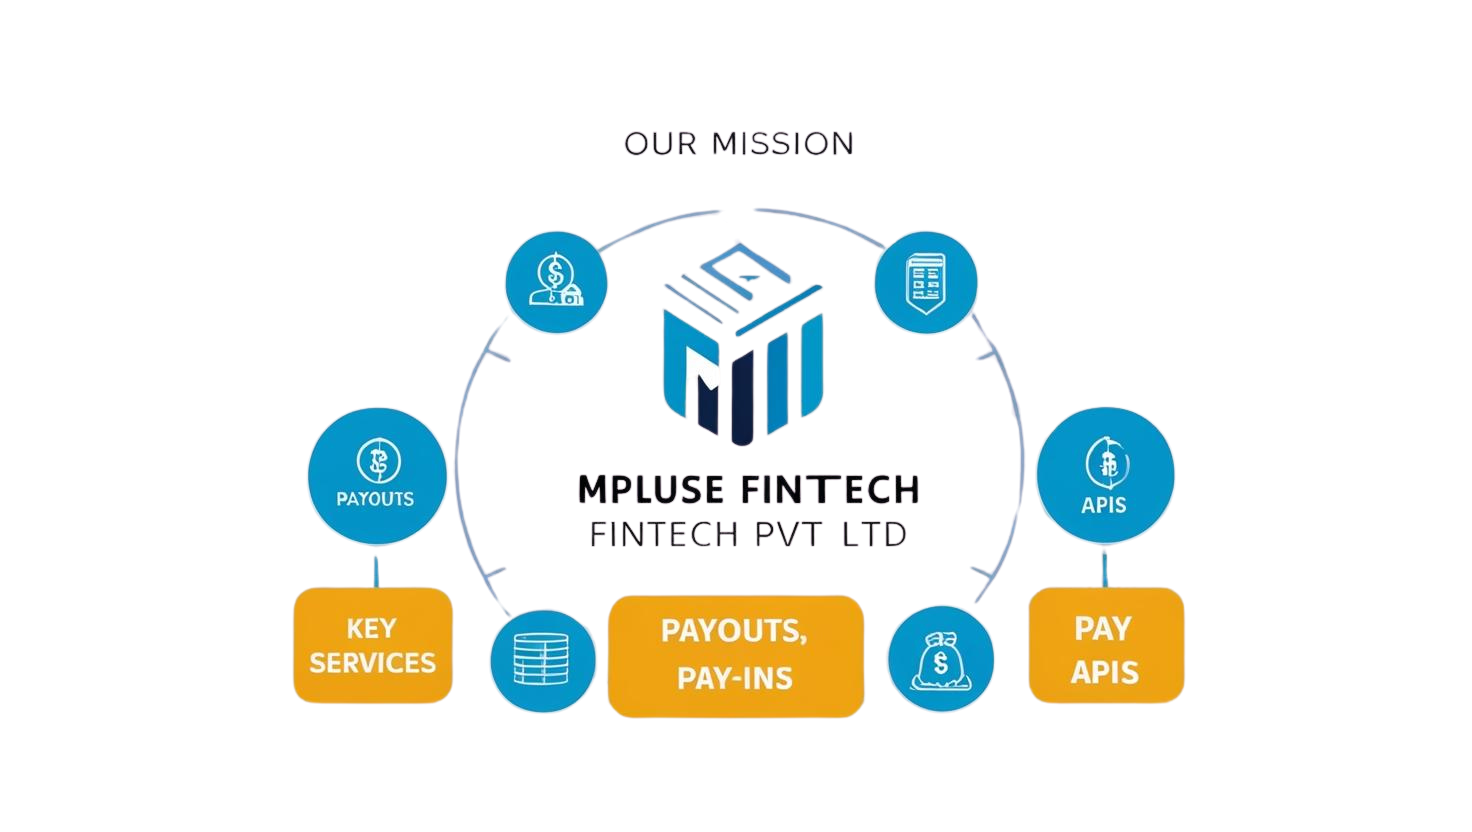 OUR MISSION
MPLUSE FINTECH
FINTECH PVT LTD
PAYOUTS
APIS
KEY
SERVICES
PAYOUTS,
PAY-INS
PAY
APIS